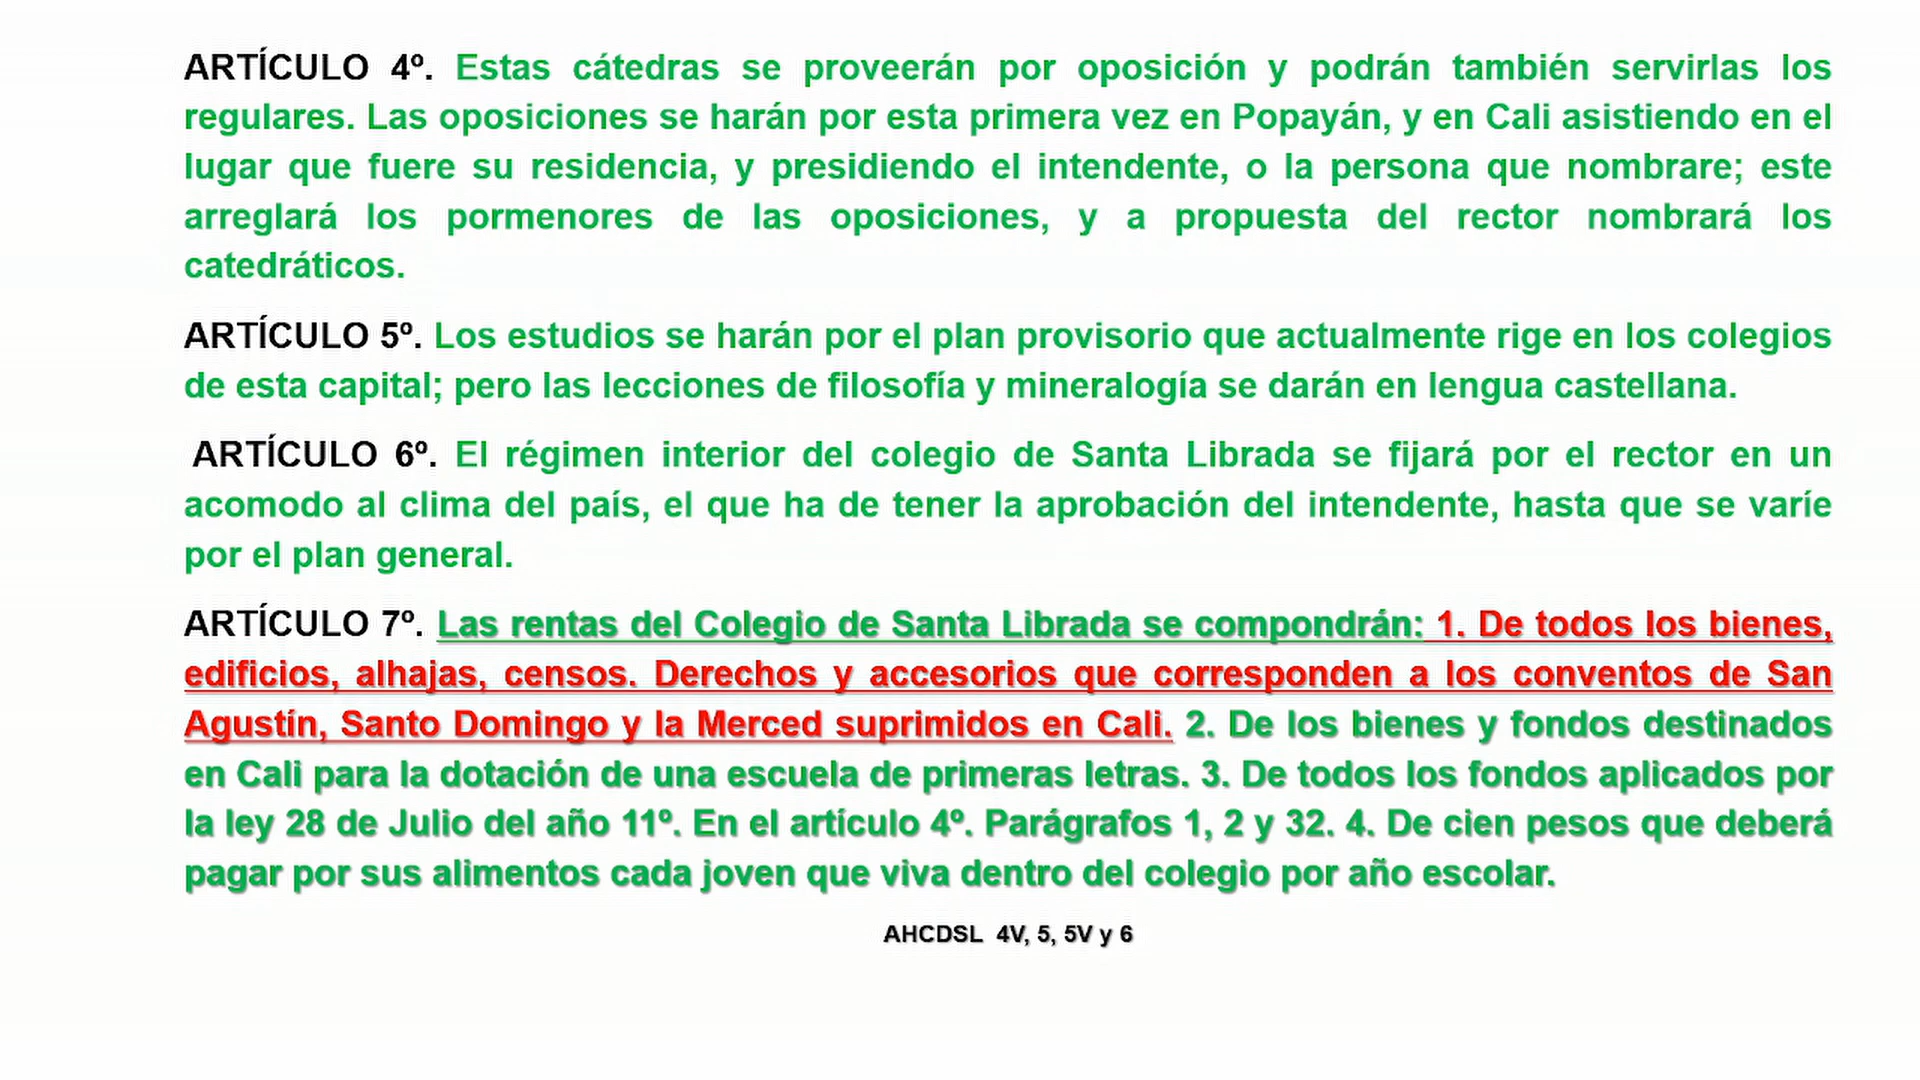 ARTÍCULO 4º. Estas cátedras se proveerán por oposición y podrán también servirlas los
regulares. Las oposiciones se harán por esta primera vez en Popayán, y en Cali asistiendo en el
lugar que fuere su residencia, y presidiendo el intendente, o la persona que nombrare; este
arreglará los pormenores de las oposiciones, y a propuesta del rector nombrará los
catedráticos.
ARTÍCULO 5º. Los estudios se harán por el plan provisorio que actualmente rige en los colegios
de esta capital; pero las lecciones de filosofía y mineralogía se darán en lengua castellana.
ARTÍCULO 6º. El régimen interior del colegio de Santa Librada se fijará por el rector en un
acomodo al clima del país, el que ha de tener la aprobación del intendente, hasta que se varíe
por el plan general.
ARTÍCULO 7º. Las rentas del Colegio de Santa Librada se compondrán: 1. De todos los bienes,
edificios, alhajas, censos. Derechos y accesorios que corresponden a los conventos de San
Agustín, Santo Domingo y la Merced suprimidos en Cali. 2. De los bienes y fondos destinados
en Cali para la dotación de una escuela de primeras letras. 3. De todos los fondos aplicados por
la ley 28 de Julio del año 11º. En el artículo 4º. Parágrafos 1, 2 y 32. 4. De cien pesos que deberá
pagar por sus alimentos cada joven que viva dentro del colegio por año escolar.
AHCDSL 4V, 5, 5V y 6